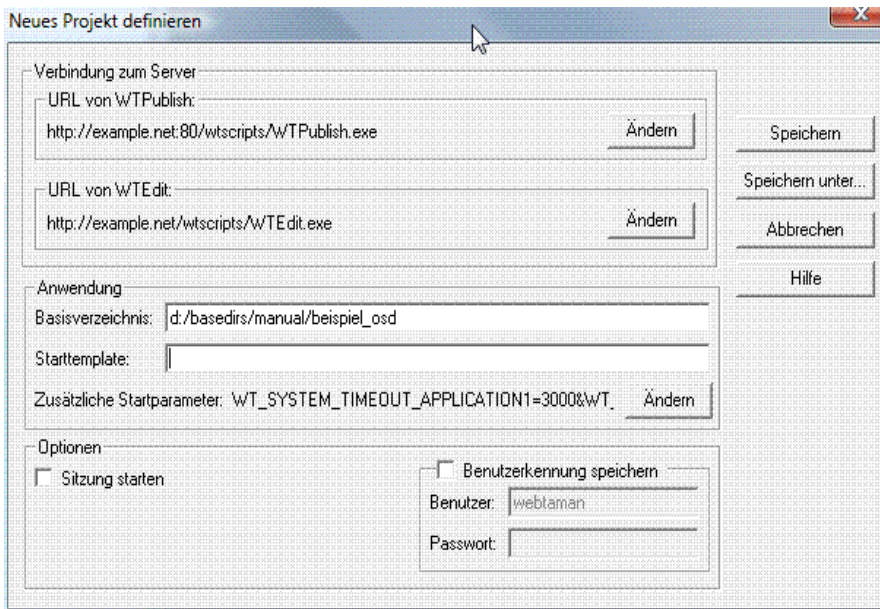 Neues Projekt definieren
Verbindung zum Server
URL von WTPublish:
http://example.net:80/wtscripts/WTPublish.exe
Ändern
Speichern
Speichern unter...
URL von WTEdit:
http://example.net/wtscripts/WTEdit.exe
Ändern
Abbrechen
Hilfe
Anwendung
Basisverzeichnis: d:/basedirs/manual/beispiel_osd
Starttemplate:
Zusätzliche Startparameter: WT_SYSTEM_TIMEOUT_APPLICATION1=3000&WT_ Ändern
Optionen
Sitzung starten
Benutzerkennung speichern
Benutzer: webtaman
Passwort: